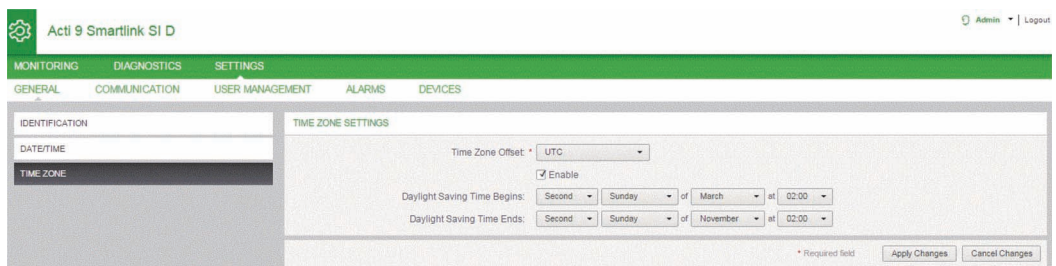 Acti 9 Smartlink SI D
Admin | Logout
MONITORING DIAGNOSTICS SETTINGS
GENERAL COMMUNICATION USER MANAGEMENT ALARMS DEVICES
IDENTIFICATION
DATE/TIME
TIME ZONE
TIME ZONE SETTINGS
Time Zone Offset: * UTC
Enable
Daylight Saving Time Begins: Second Sunday of March at 02:00
Daylight Saving Time Ends: Second Sunday of November at 02:00
* Required field Apply Changes Cancel Changes